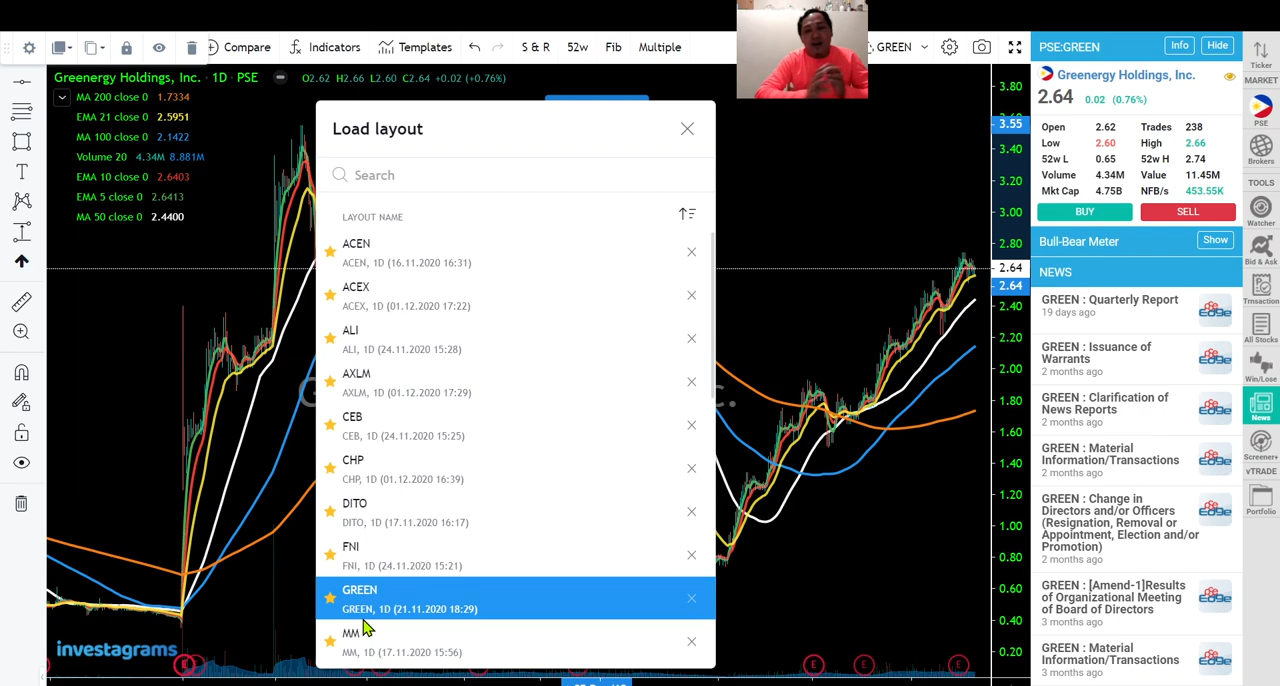 Compare
Indicators
Templates
S & R
52w
Fib
Multiple
GREEN
Greenergy Holdings, Inc. · 1D · PSE
O2.62 H2.66 L2.60 C2.64 +0.02 (+0.76%)
MA 200 close 0 1.7334
EMA 21 close 0 2.5951
MA 100 close 0 2.1422
Volume 20 4.34M 8.881M
EMA 10 close 0 2.6403
EMA 5 close 0 2.6413
MA 50 close 0 2.4400
Load layout
Search
LAYOUT NAME
ACEN
ACEN, 1D (16.11.2020 16:31)
ACEX
ACEX, 1D (01.12.2020 17:22)
ALI
ALI, 1D (24.11.2020 15:28)
AXLM
AXLM, 1D (01.12.2020 17:29)
CEB
CEB, 1D (24.11.2020 15:25)
CHP
CHP, 1D (01.12.2020 16:39)
DITO
DITO, 1D (17.11.2020 16:17)
FNI
FNI, 1D (24.11.2020 15:21)
GREEN
GREEN, 1D (21.11.2020 18:29)
MM
MM, 1D (17.11.2020 15:56)
investagrams
3.80
3.55
3.40
3.20
3.00
2.80
2.64
2.64
2.40
2.20
2.00
1.80
1.60
1.40
1.20
1.00
0.80
0.60
0.40
0.20
E
E
E
E
PSE:GREEN
Info
Hide
Greenergy Holdings, Inc.
2.64 0.02 (0.76%)
Open 2.62 Trades 238
Low 2.60 High 2.66
52w L 0.65 52w H 2.74
Volume 4.34M Value 11.45M
Mkt Cap 4.75B NFB/s 453.55K
BUY
SELL
Bull-Bear Meter
Show
NEWS
GREEN : Quarterly Report
19 days ago
GREEN : Issuance of
Warrants
2 months ago
GREEN : Clarification of
News Reports
2 months ago
GREEN : Material
Information/Transactions
2 months ago
GREEN : Change in
Directors and/or Officers
(Resignation, Removal or
Appointment, Election and/or
Promotion)
2 months ago
GREEN : [Amend-1]Results
of Organizational Meeting
of Board of Directors
3 months ago
GREEN : Material
Information/Transactions
3 months ago
EDGE
EDGE
EDGE
EDGE
EDGE
EDGE
EDGE
Ticker
MARKET
PSE
Brokers
TOOLS
Watcher
Bid & Ask
Trnsaction
All Stocks
Win/Lose
News
Screener+
vTRADE
Portfolio